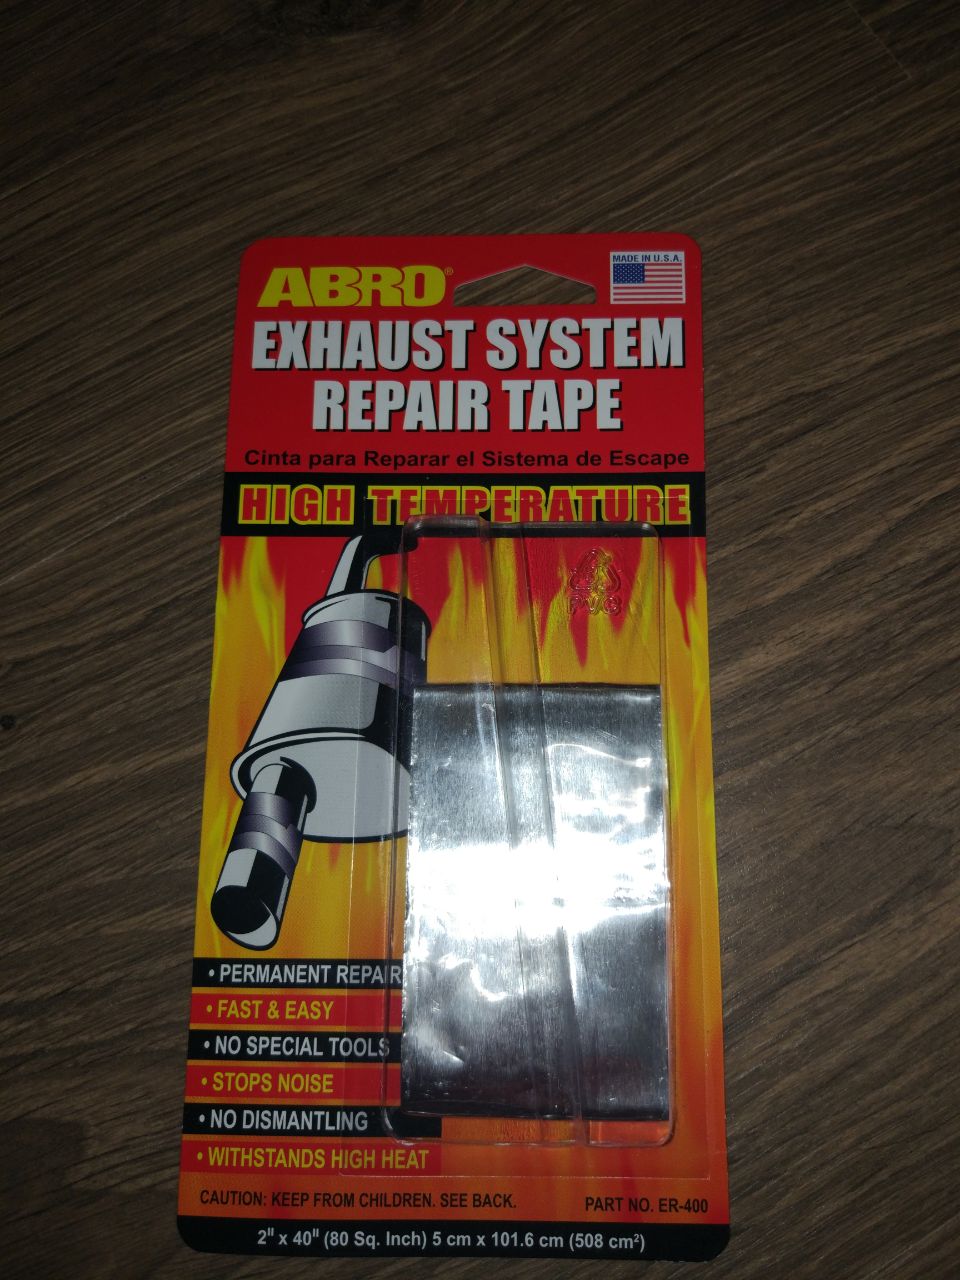 ABRO®
MADE IN U.S.A.
EXHAUST SYSTEM
REPAIR TAPE
Cinta para Reparar el Sistema de Escape
HIGH TEMPERATURE
PVC
• PERMANENT REPAIR
• FAST & EASY
• NO SPECIAL TOOLS
• STOPS NOISE
• NO DISMANTLING
• WITHSTANDS HIGH HEAT
CAUTION: KEEP FROM CHILDREN. SEE BACK.
PART NO. ER-400
2" x 40" (80 Sq. Inch) 5 cm x 101.6 cm (508 cm²)